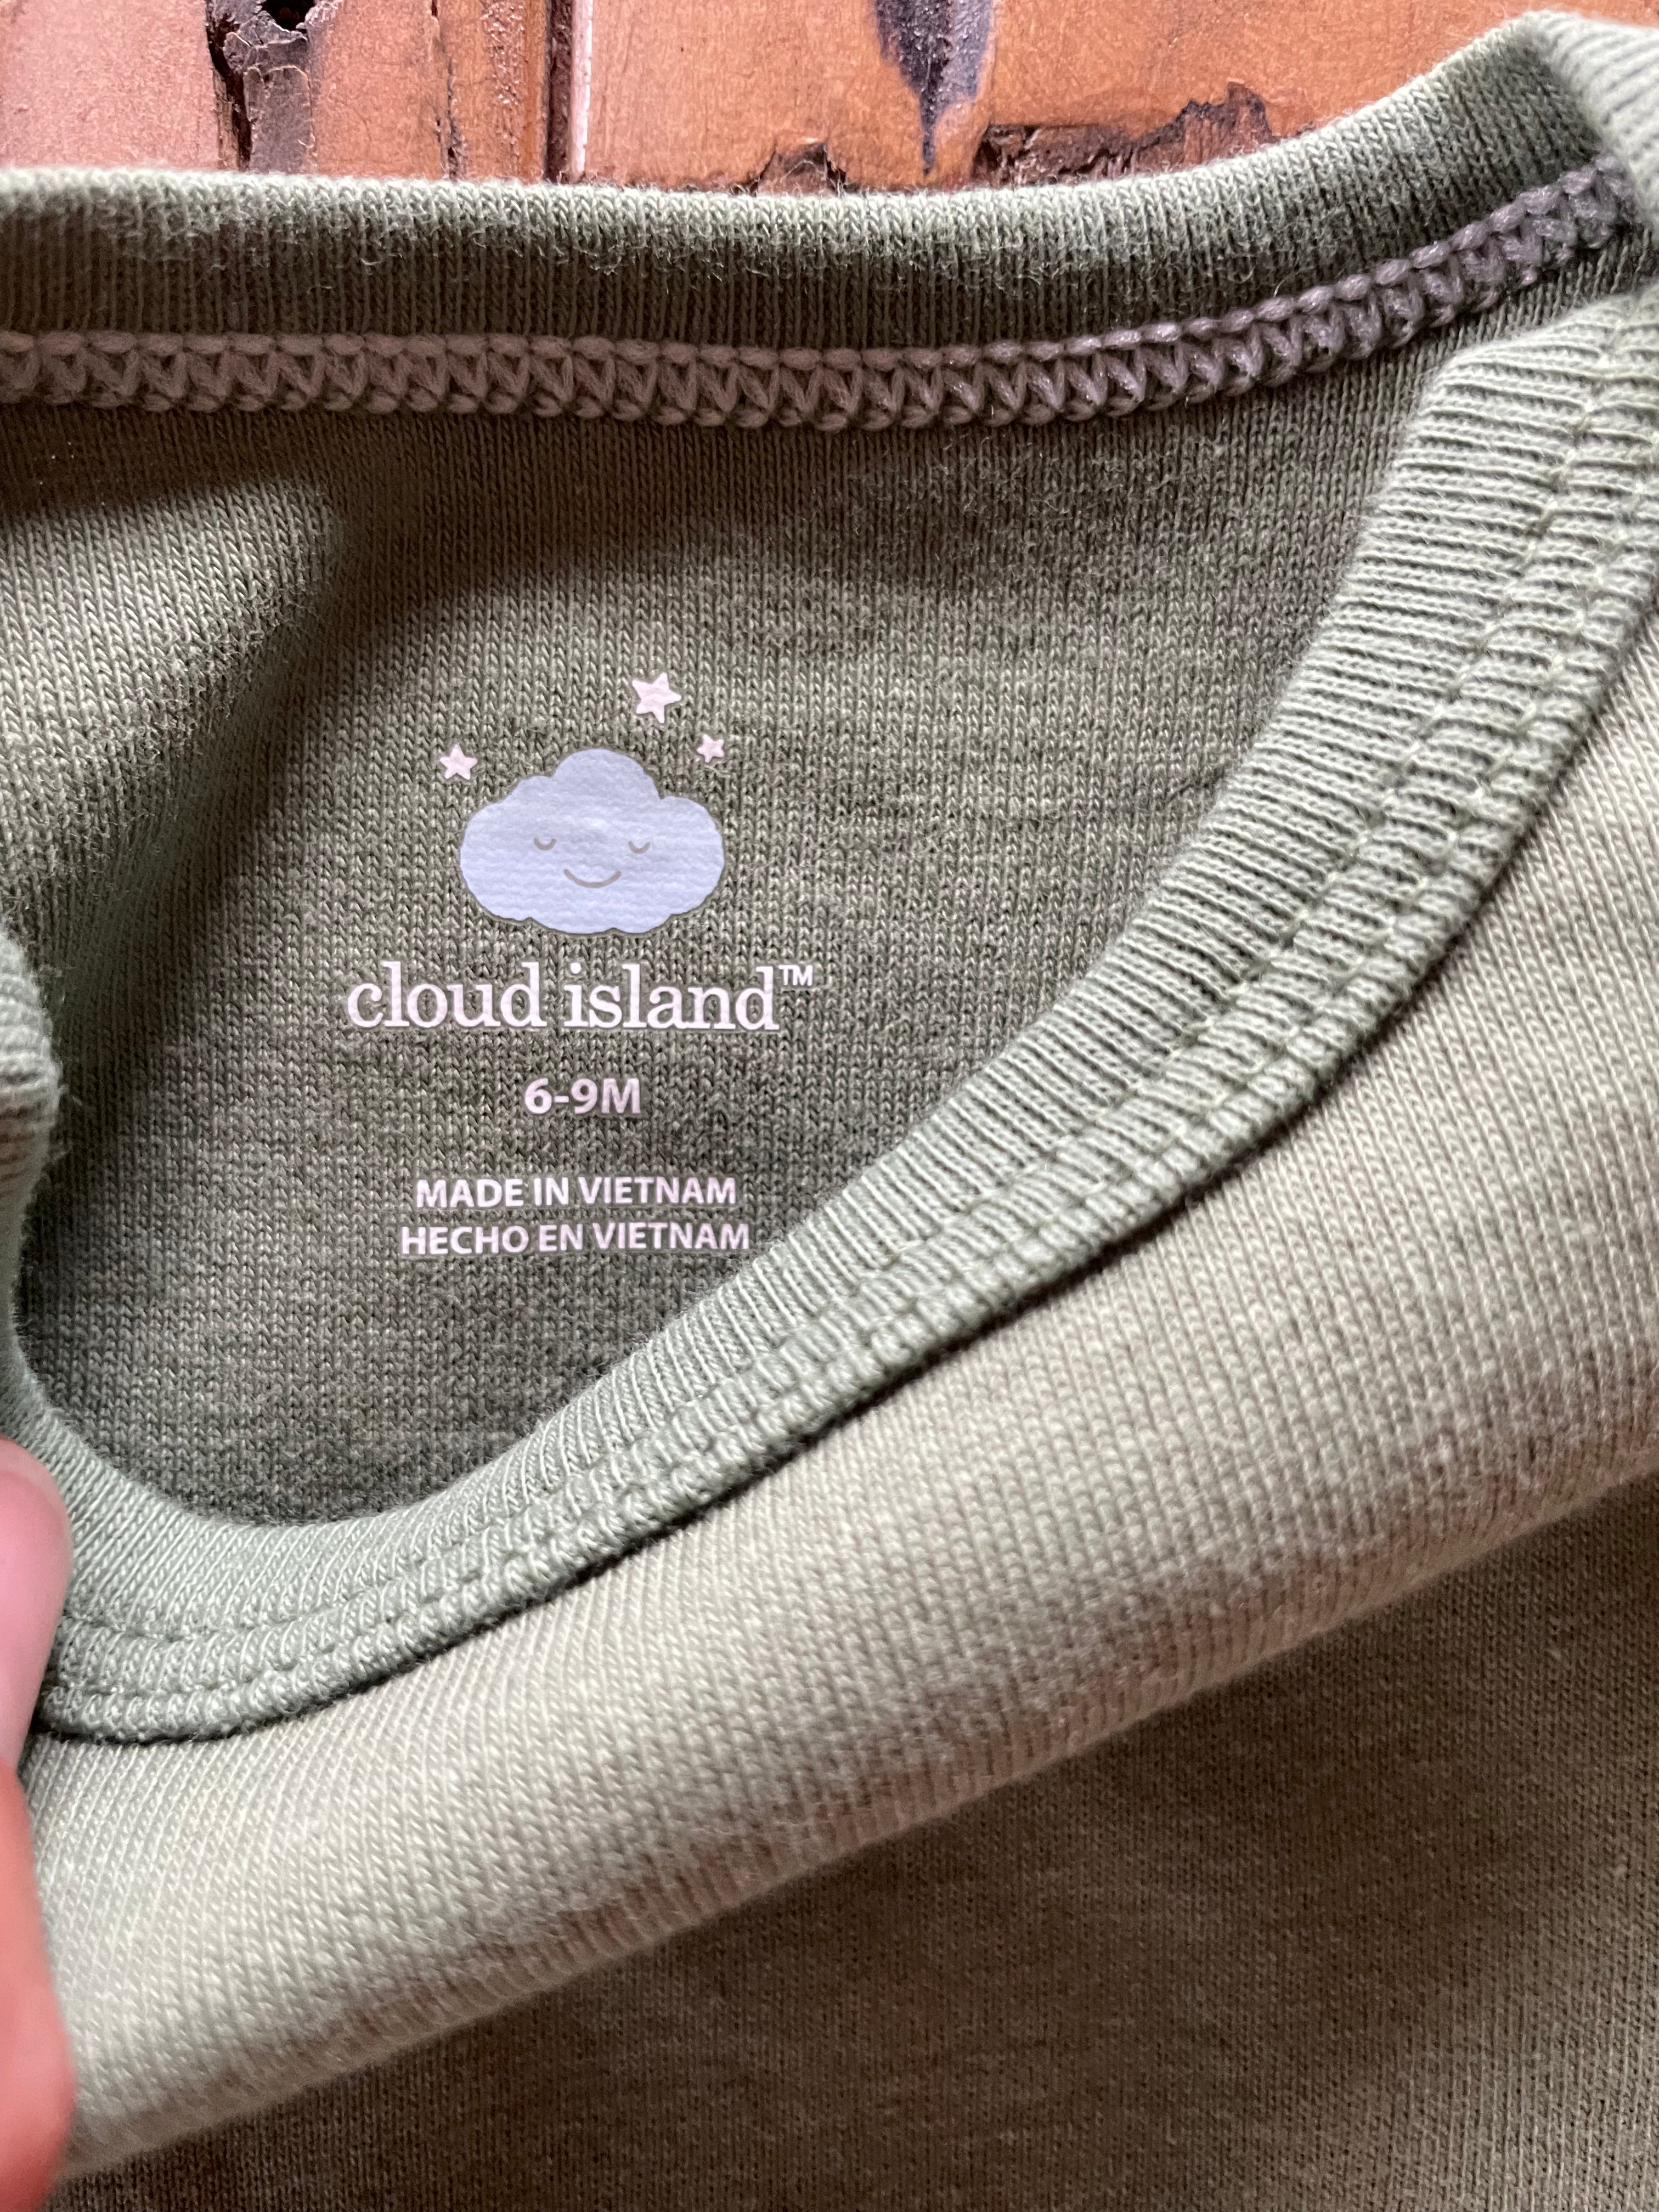 cloud island™
6-9M
MADE IN VIETNAM
HECHO EN VIETNAM